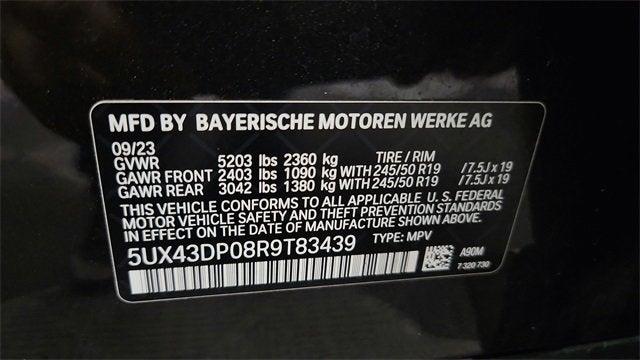 MFD BY BAYERISCHE MOTOREN WERKE AG
09/23
GVWR 5203 lbs 2360 kg TIRE / RIM
GAWR FRONT 2403 lbs 1090 kg WITH 245/50 R19 /7.5J x 19
GAWR REAR 3042 lbs 1380 kg WITH 245/50 R19 /7.5J x 19
THIS VEHICLE CONFORMS TO ALL APPLICABLE U. S. FEDERAL
MOTOR VEHICLE SAFETY AND THEFT PREVENTION STANDARDS
IN EFFECT ON THE DATE OF MANUFACTURE SHOWN ABOVE.
5UX43DP08R9T83439 TYPE: MPV
A90M
7 320 730